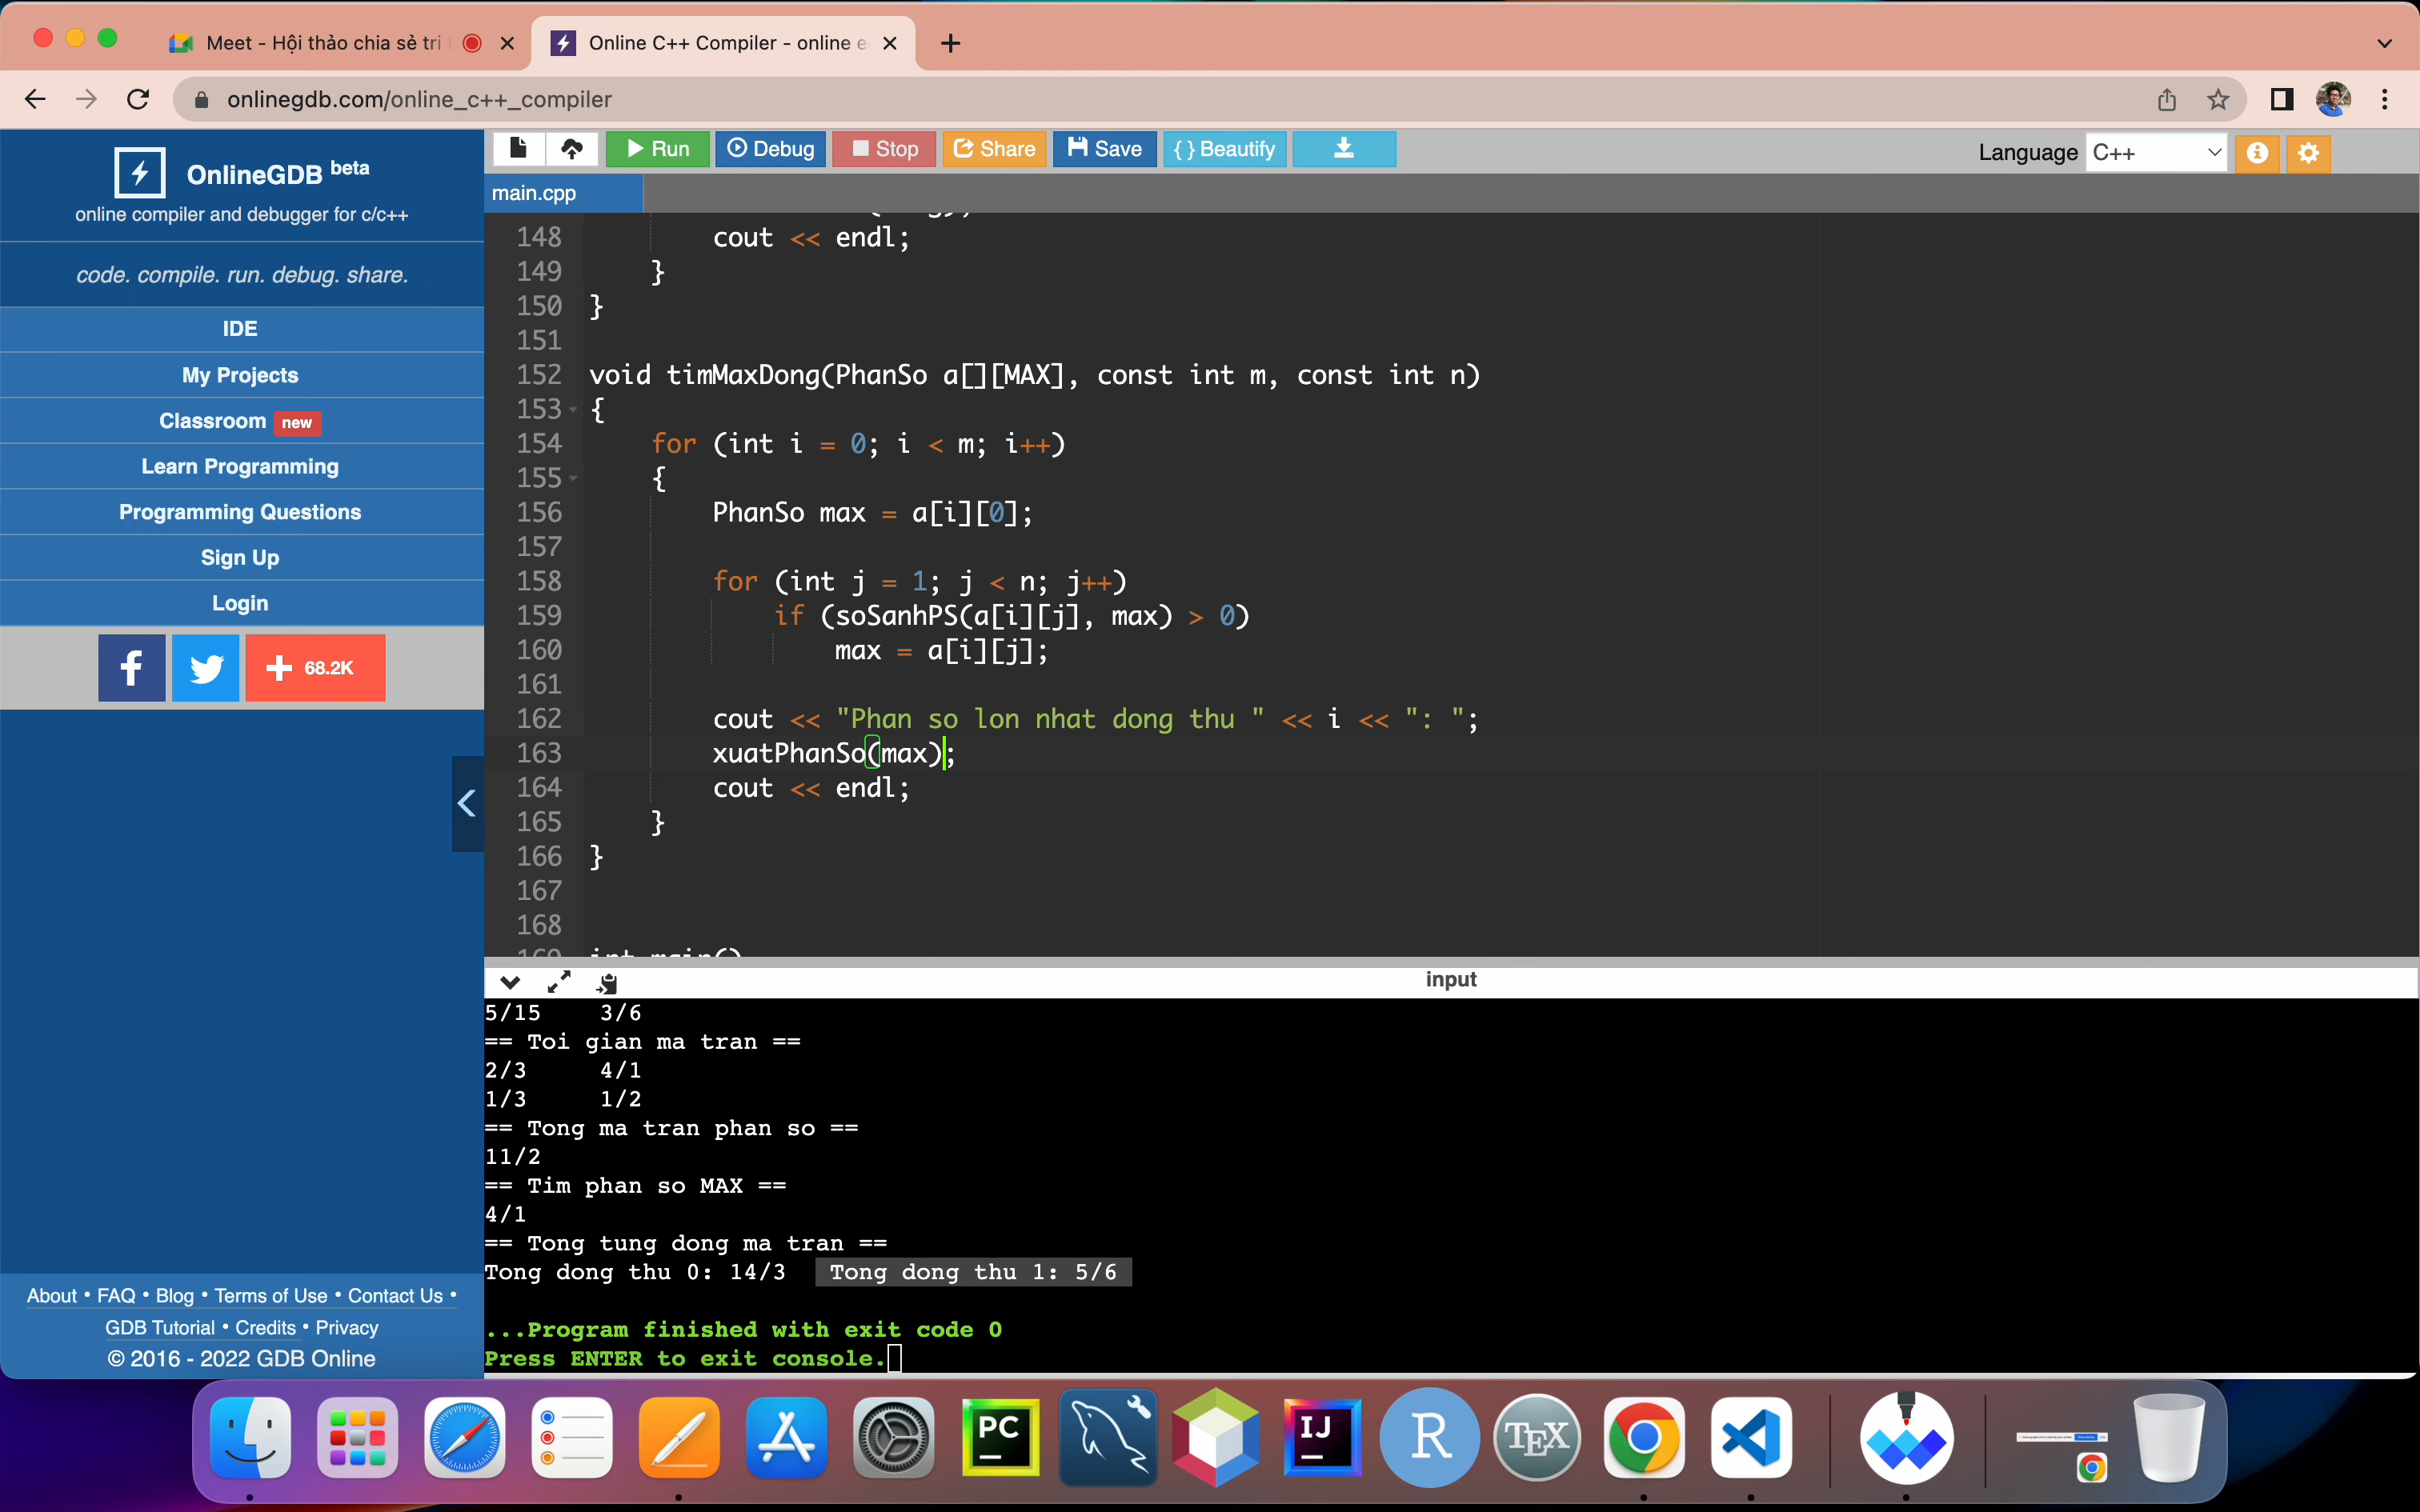 Meet - Hội thảo chia sẻ tri
Online C++ Compiler - online e
onlinegdb.com/online_c++_compiler
OnlineGDB beta
online compiler and debugger for c/c++
code. compile. run. debug. share.
IDE
My Projects
Classroom new
Learn Programming
Programming Questions
Sign Up
Login
68.2K
About • FAQ • Blog • Terms of Use • Contact Us •
GDB Tutorial • Credits • Privacy
© 2016 - 2022 GDB Online
Run Debug Stop Share Save { } Beautify
Language C++
main.cpp
148 cout << endl;
149 }
150 }
151
152 void timMaxDong(PhanSo a[][MAX], const int m, const int n)
153 {
154 for (int i = 0; i < m; i++)
155 {
156 PhanSo max = a[i][0];
157
158 for (int j = 1; j < n; j++)
159 if (soSanhPS(a[i][j], max) > 0)
160 max = a[i][j];
161
162 cout << "Phan so lon nhat dong thu " << i << ": ";
163 xuatPhanSo(max);
164 cout << endl;
165 }
166 }
167
168
169 int main()
input
5/15 3/6
== Toi gian ma tran ==
2/3 4/1
1/3 1/2
== Tong ma tran phan so ==
11/2
== Tim phan so MAX ==
4/1
== Tong tung dong ma tran ==
Tong dong thu 0: 14/3 Tong dong thu 1: 5/6
...Program finished with exit code 0
Press ENTER to exit console.
PC
IJ
R
TEX